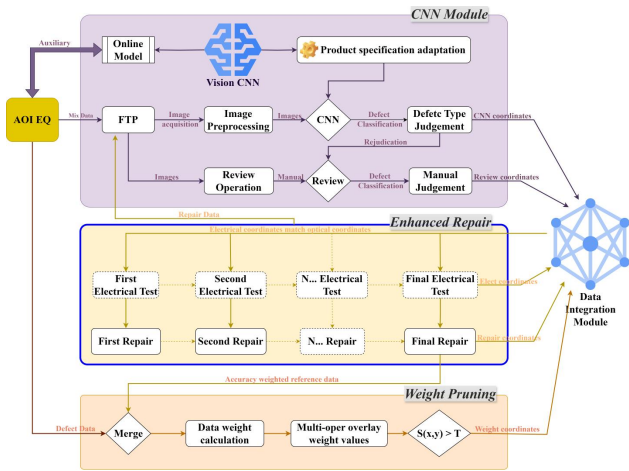 CNN Module
Auxiliary
Online
Model
Vision CNN
Product specification adaptation
AOI EQ
Mix Data
FTP
Image
acquisition
Image
Preprocessing
Images
CNN
Defect
Classification
Defetc Type
Judgement
CNN coordinates
Rejudication
Images
Review
Operation
Manual
Review
Defect
Classification
Manual
Judgement
Review coordinates
Repair Data
Enhanced Repair
Electrical coordinates match optical coordinates
First
Electrical Test
Second
Electrical Test
N... Electrical
Test
Final Electrical
Test
Elect coordinates
Data
Integration
Module
First Repair
Second Repair
N... Repair
Final Repair
Repair coordinates
Accuracy weighted reference data
Weight Pruning
Defect Data
Merge
Data weight
calculation
Multi-oper overlay
weight values
S(x,y) > T
Weight coordinates